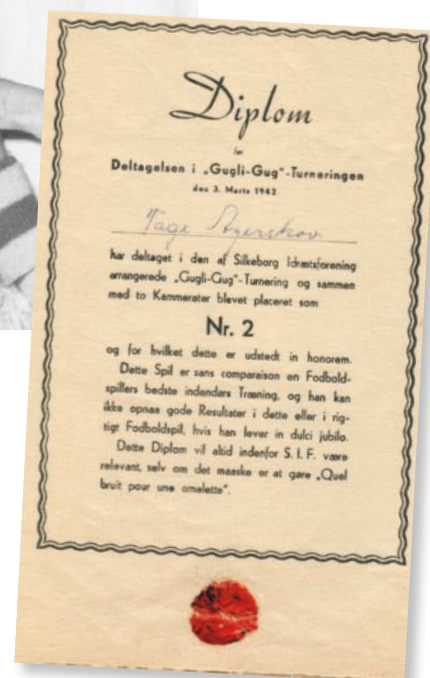 Diplom
for
Deltagelsen i „Gugli-Gug"-Turneringen
den 3. Marts 1942
Tage
har deltaget i den af Silkeborg Idrætsforening
arrangerede „Gugli-Gug"-Turnering og sammen
med to Kammerater blevet placeret som
Nr. 2
og for hvilket dette er udstedt in honorem.
Dette Spil er sans comparaison en Fodbold-
spillers bedste indendørs Træning, og han kan
ikke opnaa gode Resultater i dette eller i rig-
tigt Fodboldspil, hvis han lever in dulci jubilo.
Dette Diplom vil altid indenfor S. I. F. være
relevant, selv om det maaske er at gøre „Quel
bruit pour une omelette".